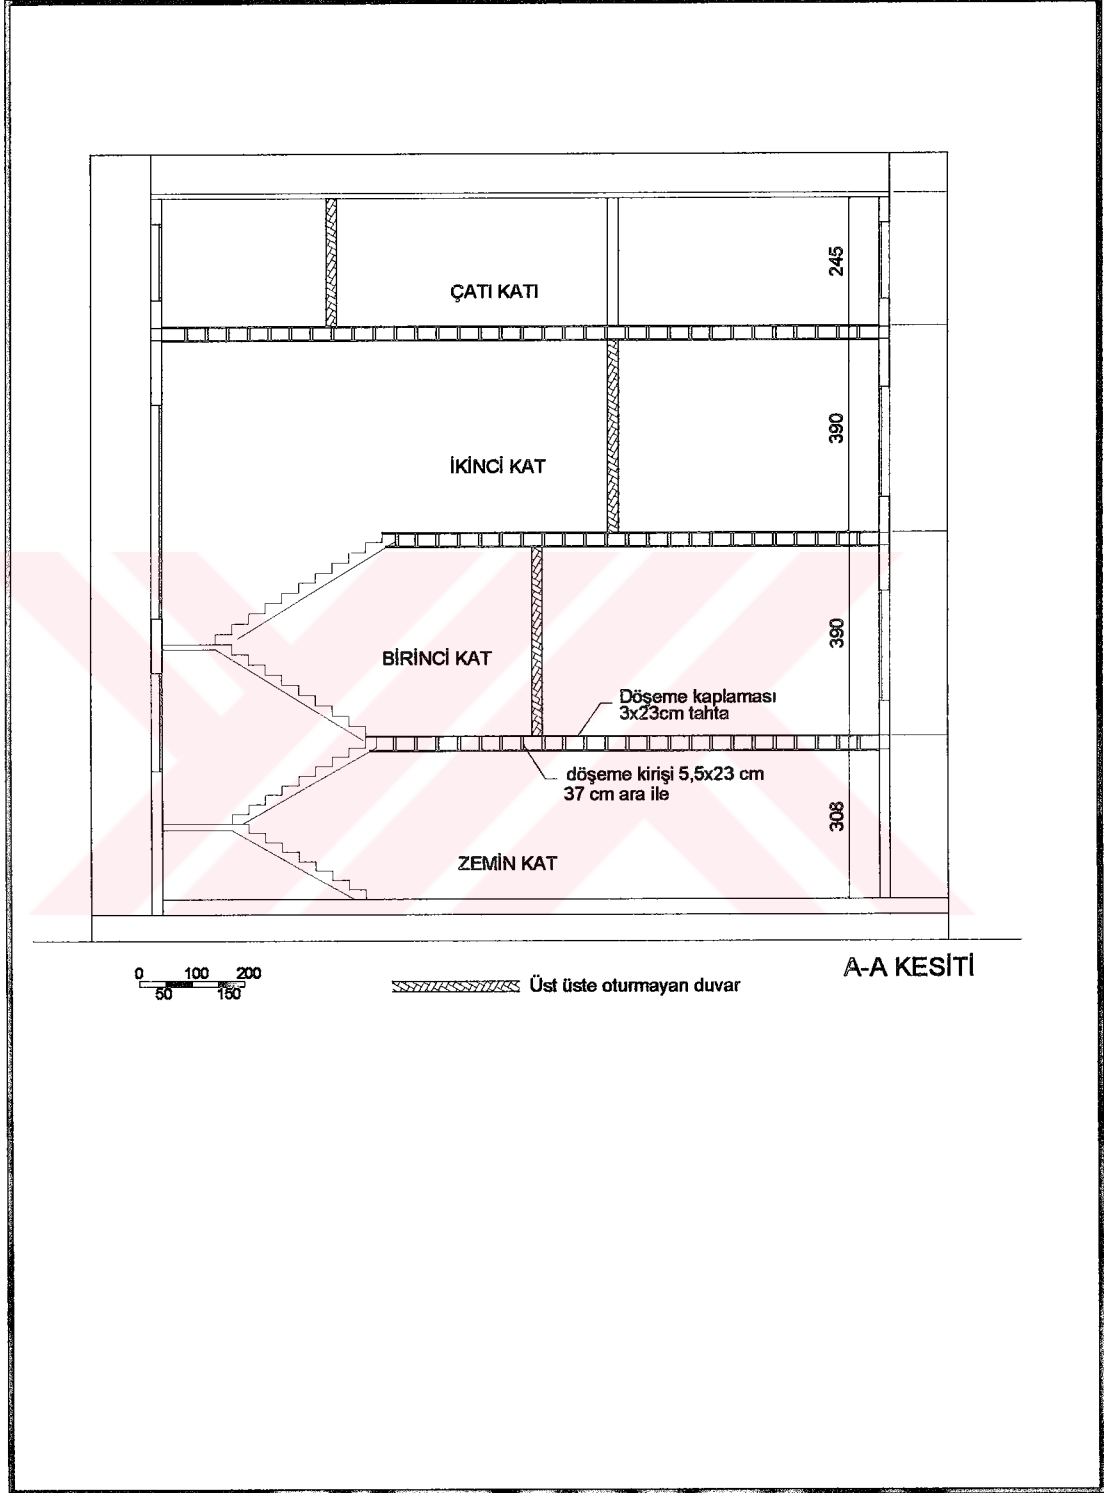 245
ÇATI KATI
390
İKİNCİ KAT
390
BİRİNCİ KAT
Döşeme kaplaması
3x23cm tahta
döşeme kirişi 5,5x23 cm
37 cm ara ile
308
ZEMİN KAT
A-A KESİTİ
0 100 200
50 150
Üst üste oturmayan duvar